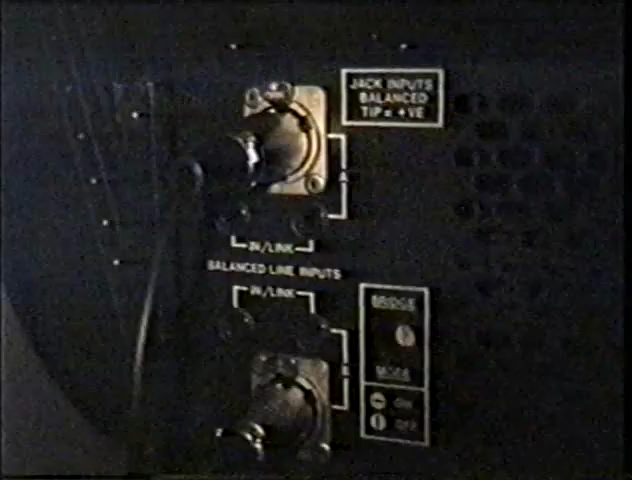 JACK INPUTS
BALANCED
TIP = +VE
A
IN/LINK
BALANCED LINE INPUTS
IN/LINK
BRIDGE
MODE
ON
OFF